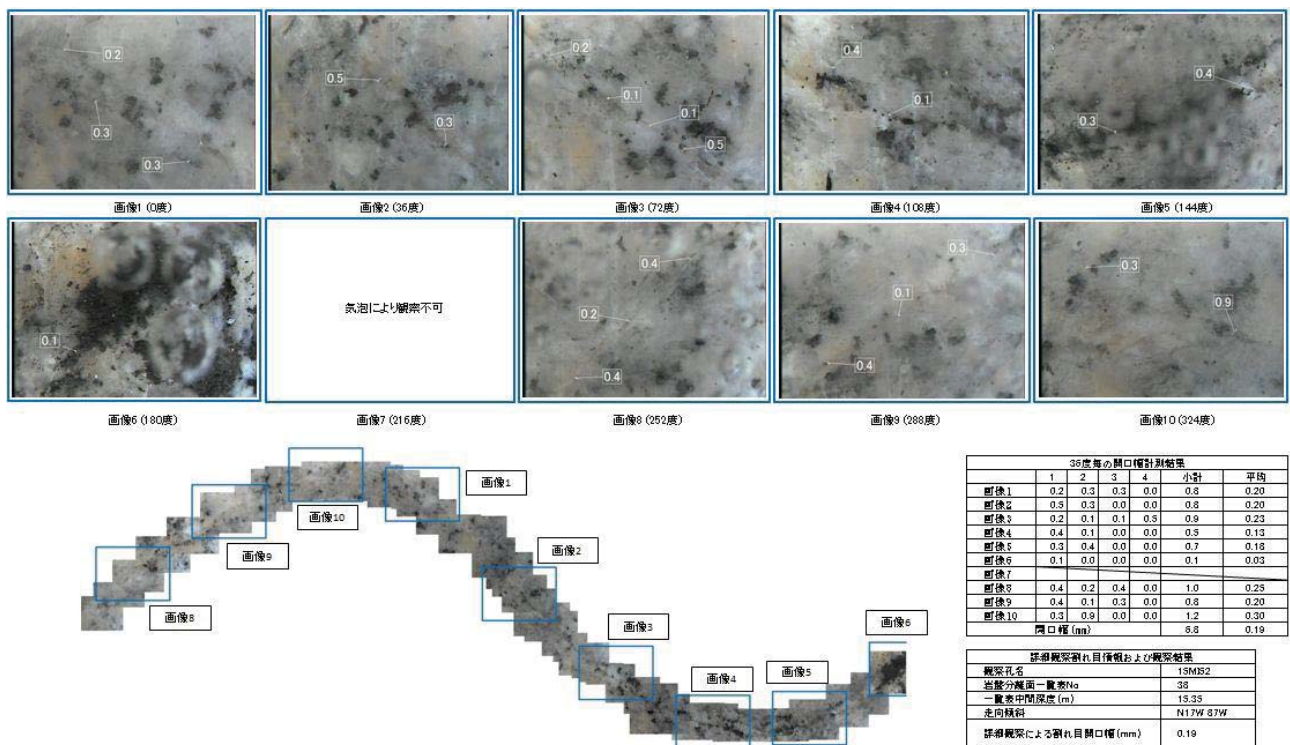 0.2
0.3
0.3
画像1 (0度)
0.5
0.3
画像2 (36度)
0.2
0.1
0.1
0.5
画像3 (72度)
0.4
0.1
画像4 (108度)
0.4
0.3
画像5 (144度)
0.1
画像6 (180度)
気泡により観察不可
画像7 (216度)
0.4
0.2
0.4
画像8 (252度)
0.3
0.1
0.4
画像9 (288度)
0.3
0.9
画像10 (324度)
画像1
画像10
画像9
画像2
画像8
画像3
画像6
画像4
画像5
36度毎の開口幅計測結果
1 2 3 4 小計 平均
画像1 0.2 0.3 0.3 0.0 0.8 0.20
画像2 0.5 0.3 0.0 0.0 0.8 0.20
画像3 0.2 0.1 0.1 0.5 0.9 0.23
画像4 0.4 0.1 0.0 0.0 0.5 0.13
画像5 0.3 0.4 0.0 0.0 0.7 0.18
画像6 0.1 0.0 0.0 0.0 0.1 0.03
画像7
画像8 0.4 0.2 0.4 0.0 1.0 0.25
画像9 0.4 0.1 0.3 0.0 0.8 0.20
画像10 0.3 0.9 0.0 0.0 1.2 0.30
開口幅(mm) 6.8 0.19
詳細観察割れ目情報および観察結果
観察孔名
岩盤分離面一覧表No 38
一覧表中間深度(m) 15.35
走向傾斜 N17W 87W
詳細観察による割れ目開口幅(mm) 0.19